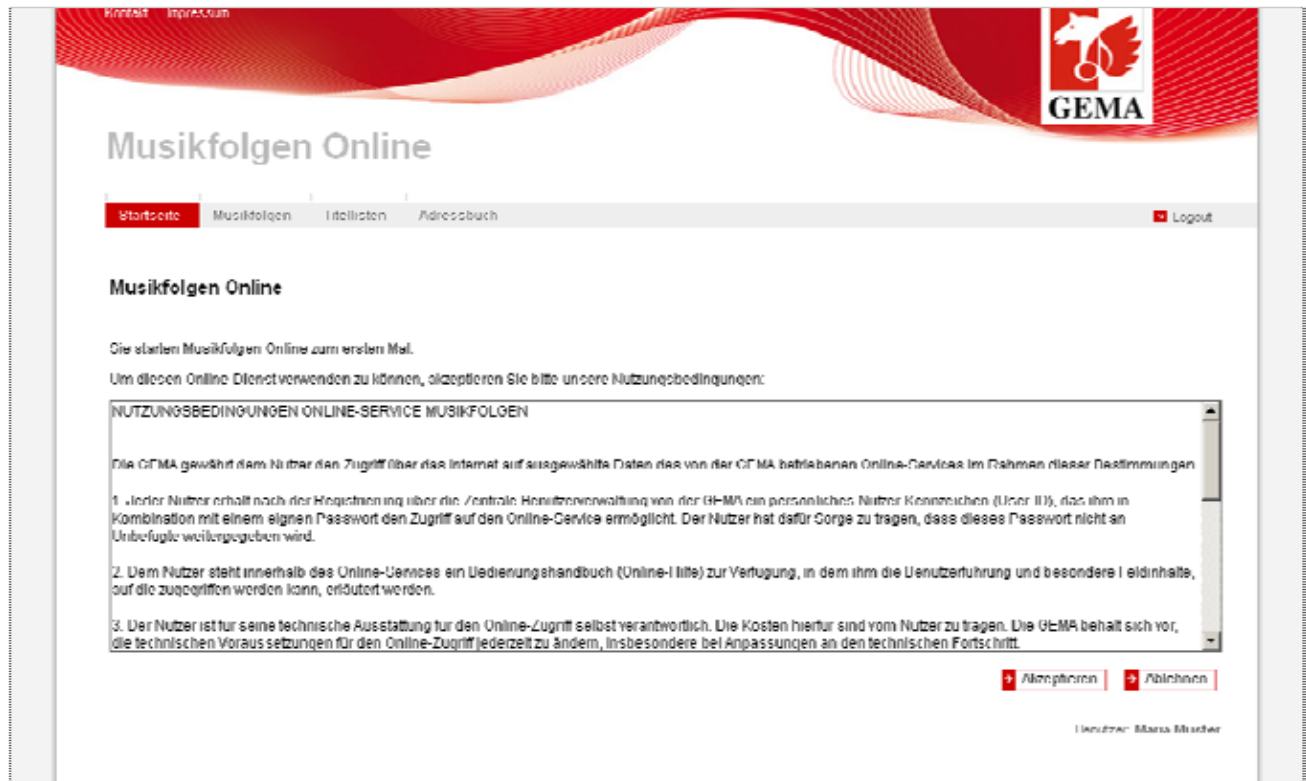 Kontakt Impressum
GEMA
Musikfolgen Online
Startseite Musikfolgen Titellisten Adressbuch Logout
Musikfolgen Online
Sie starten Musikfolgen Online zum ersten Mal.
Um diesen Online-Dienst verwenden zu können, akzeptieren Sie bitte unsere Nutzungsbedingungen:
NUTZUNGSBEDINGUNGEN ONLINE-SERVICE MUSIKFOLGEN
Die GEMA gewährt dem Nutzer den Zugriff über das Internet auf ausgewählte Daten des von der GEMA betriebenen Online-Services im Rahmen dieser Bestimmungen
1. Jeder Nutzer erhält nach der Registrierung über die Zentrale Benutzerverwaltung von der GEMA ein persönliches Nutzer-Kennzeichen (User-ID), das ihm in
Kombination mit einem eignen Passwort den Zugriff auf den Online-Service ermöglicht. Der Nutzer hat dafür Sorge zu tragen, dass dieses Passwort nicht an
Unbefugte weitergegeben wird.
2. Dem Nutzer steht innerhalb des Online-Services ein Bedienungshandbuch (Online-Hilfe) zur Verfügung, in dem ihm die Benutzerführung und besondere Feldinhalte,
auf die zugegriffen werden kann, erläutert werden.
3. Der Nutzer ist für seine technische Ausstattung für den Online-Zugriff selbst verantwortlich. Die Kosten hierfür sind vom Nutzer zu tragen. Die GEMA behält sich vor,
die technischen Voraussetzungen für den Online-Zugriff jederzeit zu ändern, insbesondere bei Anpassungen an den technischen Fortschritt.
Akzeptieren Ablehnen
Benutzer: Maria Muster